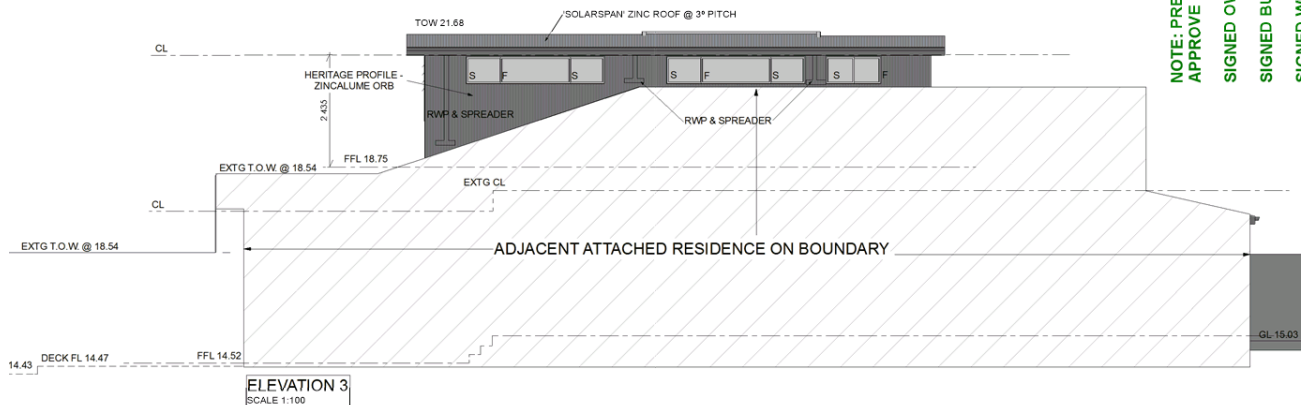 'SOLARSPAN' ZINC ROOF @ 3º PITCH
TOW 21.68
CL
HERITAGE PROFILE -
ZINCALUME ORB
S F S
S F S
S F
2 435
RWP & SPREADER
RWP & SPREADER
FFL 18.75
EXTG T.O.W. @ 18.54
EXTG CL
CL
EXTG T.O.W. @ 18.54
ADJACENT ATTACHED RESIDENCE ON BOUNDARY
GL 15.03
FFL 14.52
DECK FL 14.47
14.43
ELEVATION 3
SCALE 1:100
NOTE: PRE
APPROVE
SIGNED OW
SIGNED BU